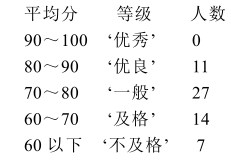 平均分 等级 人数
90～100 ‘优秀’ 0
80～90 ‘优良’ 11
70～80 ‘一般’ 27
60～70 ‘及格’ 14
60 以下 ‘不及格’ 7